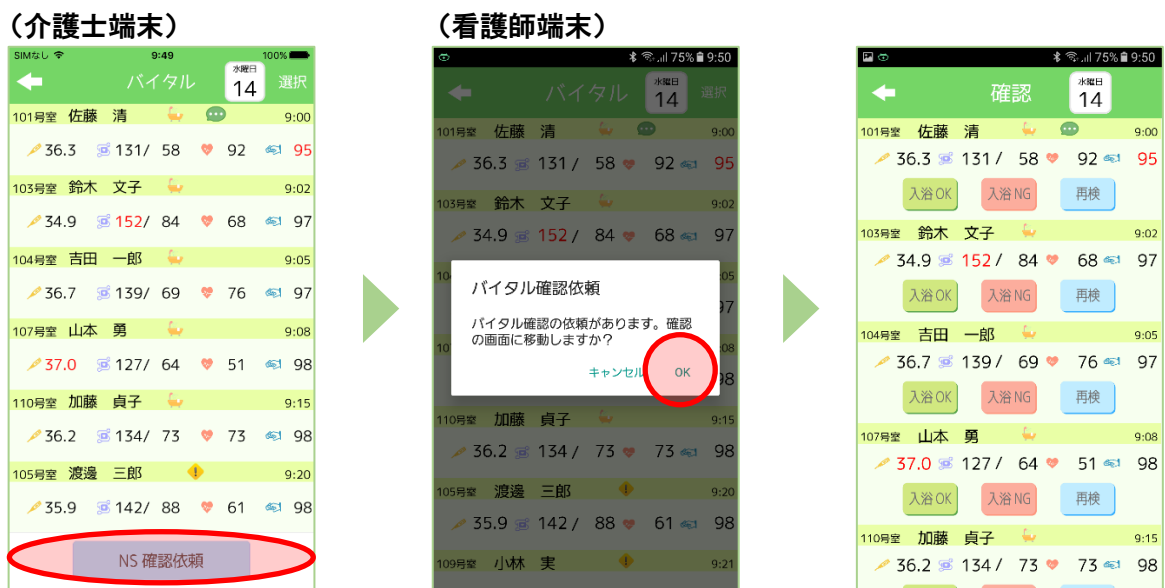 （介護士端末）
SIMなし 9:49 100%
バイタル 水曜日 14 選択
101号室 佐藤 清 9:00
36.3 131/ 58 92 95
103号室 鈴木 文子 9:02
34.9 152/ 84 68 97
104号室 吉田 一郎 9:05
36.7 139/ 69 76 97
107号室 山本 勇 9:08
37.0 127/ 64 51 98
110号室 加藤 貞子 9:15
36.2 134/ 73 73 98
105号室 渡邊 三郎 9:20
35.9 142/ 88 61 98
NS 確認依頼
（看護師端末）
75% 9:50
バイタル 水曜日 14 選択
101号室 佐藤 清 9:00
36.3 131/ 58 92 95
103号室 鈴木 文子 9:02
34.9 152/ 84 68 97
バイタル確認依頼
バイタル確認の依頼があります。確認
の画面に移動しますか？
キャンセル OK
110号室 加藤 貞子 9:15
36.2 134/ 73 73 98
105号室 渡邊 三郎 9:20
35.9 142/ 88 61 98
109号室 小林 実 9:21
75% 9:50
確認 水曜日 14
101号室 佐藤 清 9:00
36.3 131/ 58 92 95
入浴OK 入浴NG 再検
103号室 鈴木 文子 9:02
34.9 152/ 84 68 97
入浴OK 入浴NG 再検
104号室 吉田 一郎 9:05
36.7 139/ 69 76 97
入浴OK 入浴NG 再検
107号室 山本 勇 9:08
37.0 127/ 64 51 98
入浴OK 入浴NG 再検
110号室 加藤 貞子 9:15
36.2 134/ 73 73 98